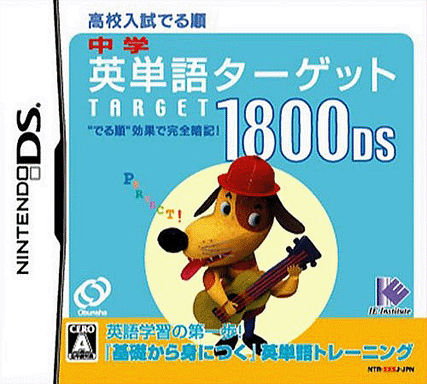 高校入試でる順
中学
英単語ターゲット
TARGET
1800DS
"でる順"効果で完全暗記!
PERFECT!
NINTENDO DS.
Obunsha
IE Institute
CERO
A
英語学習の第一歩!
『基礎から身につく』英単語トレーニング
NTR-XXXJ-JPN